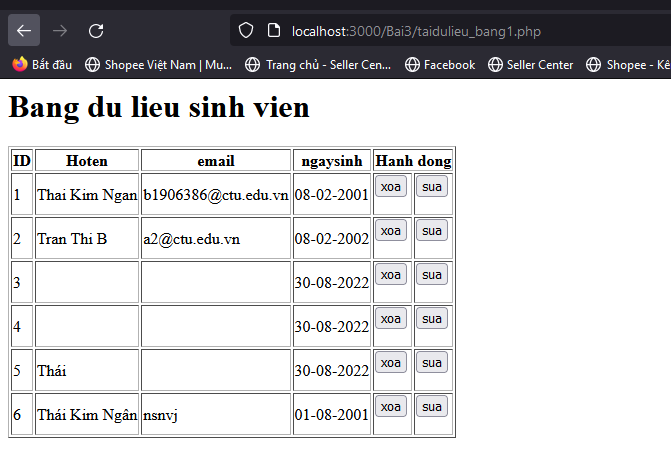 localhost:3000/Bai3/taidulieu_bang1.php
Bắt đầu Shopee Việt Nam | Mu... Trang chủ - Seller Cen... Facebook Seller Center Shopee - Kê
Bang du lieu sinh vien
ID Hoten email ngaysinh Hanh dong
1 Thai Kim Ngan b1906386@ctu.edu.vn 08-02-2001 xoa sua
2 Tran Thi B a2@ctu.edu.vn 08-02-2002 xoa sua
3 30-08-2022 xoa sua
4 30-08-2022 xoa sua
5 Thái 30-08-2022 xoa sua
6 Thái Kim Ngân nsnvj 01-08-2001 xoa sua